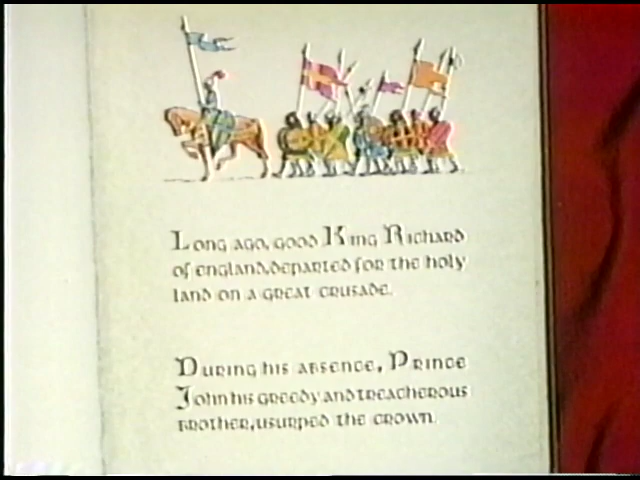 Long ago, good King Richard
of England, departed for the holy
land on a great crusade.
During his absence, Prince
John his greedy and treacherous
brother, usurped the crown.